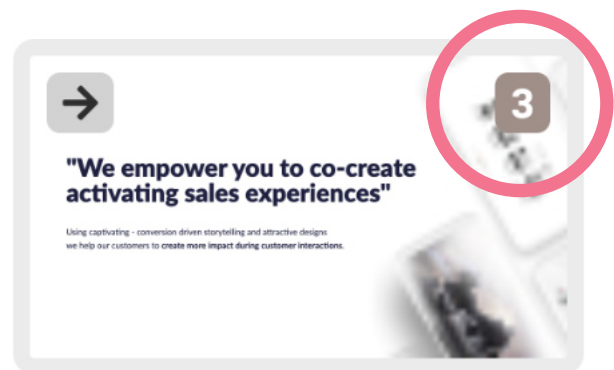 3
"We empower you to co-create
activating sales experiences"
Using captivating - conversion driven storytelling and attractive designs
we help our customers to create more impact during customer interactions.